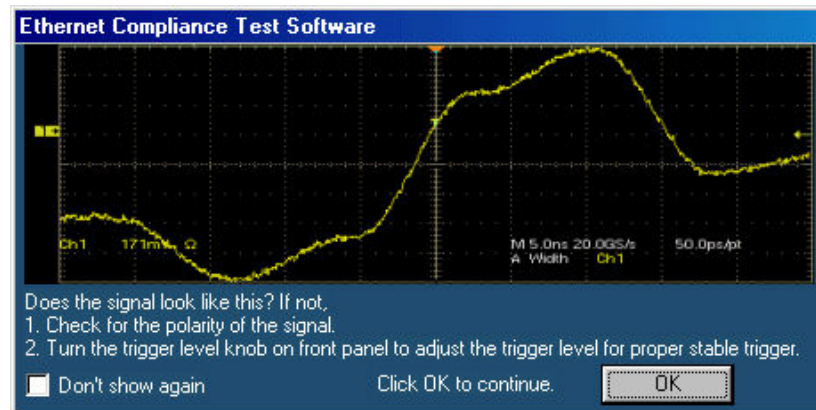 Ethernet Compliance Test Software
Ch1 171mV Ω
M 5.0ns 20.0GS/s 50.0ps/pt
A Width Ch1
Does the signal look like this? If not,
1. Check for the polarity of the signal.
2. Turn the trigger level knob on front panel to adjust the trigger level for proper stable trigger.
Don't show again
Click OK to continue.
OK